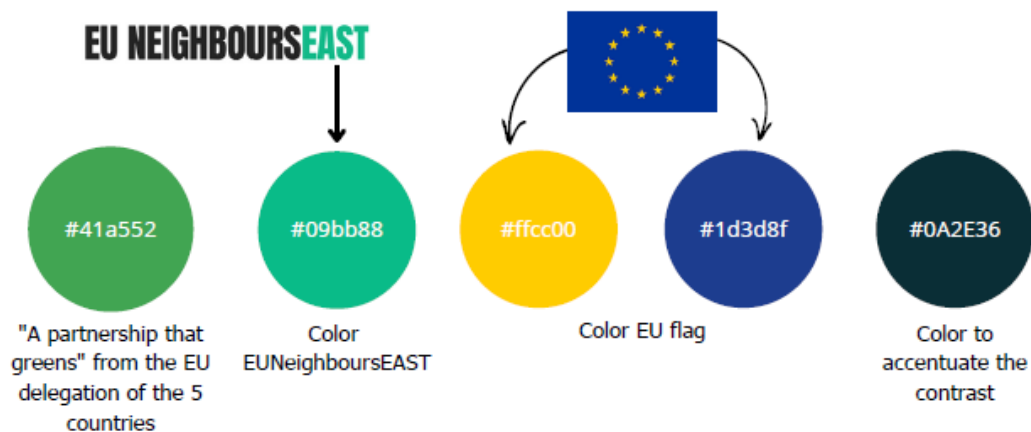 EU NEIGHBOURSEAST
#41a552
#09bb88
#ffcc00
#1d3d8f
#0A2E36
"A partnership that
greens" from the EU
delegation of the 5
countries
Color
EUNeighboursEAST
Color EU flag
Color to
accentuate the
contrast